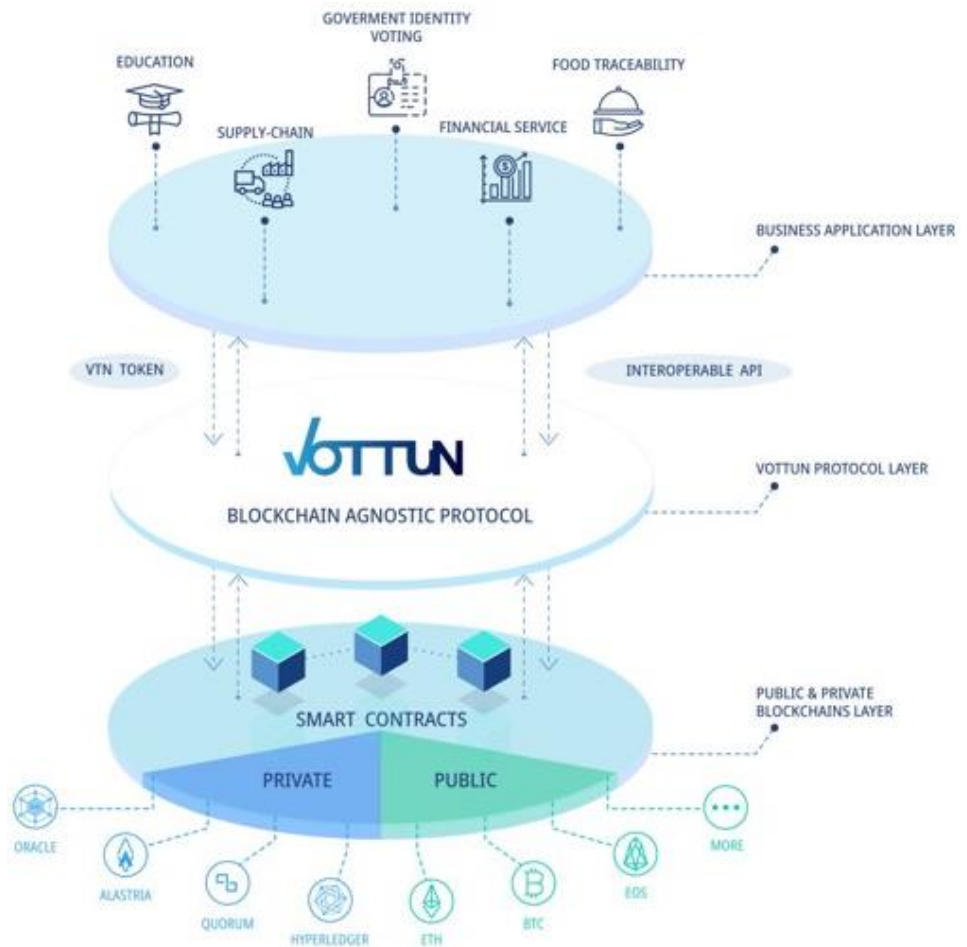 GOVERMENT IDENTITY
VOTING
EDUCATION
FOOD TRACEABILITY
SUPPLY-CHAIN
FINANCIAL SERVICE
BUSINESS APPLICATION LAYER
VTN TOKEN
INTEROPERABLE API
VOTTUN
BLOCKCHAIN AGNOSTIC PROTOCOL
VOTTUN PROTOCOL LAYER
SMART CONTRACTS
PUBLIC & PRIVATE
BLOCKCHAINS LAYER
PRIVATE
PUBLIC
ORACLE
ALASTRIA
QUORUM
HYPERLEDGER
ETH
BTC
EOS
MORE